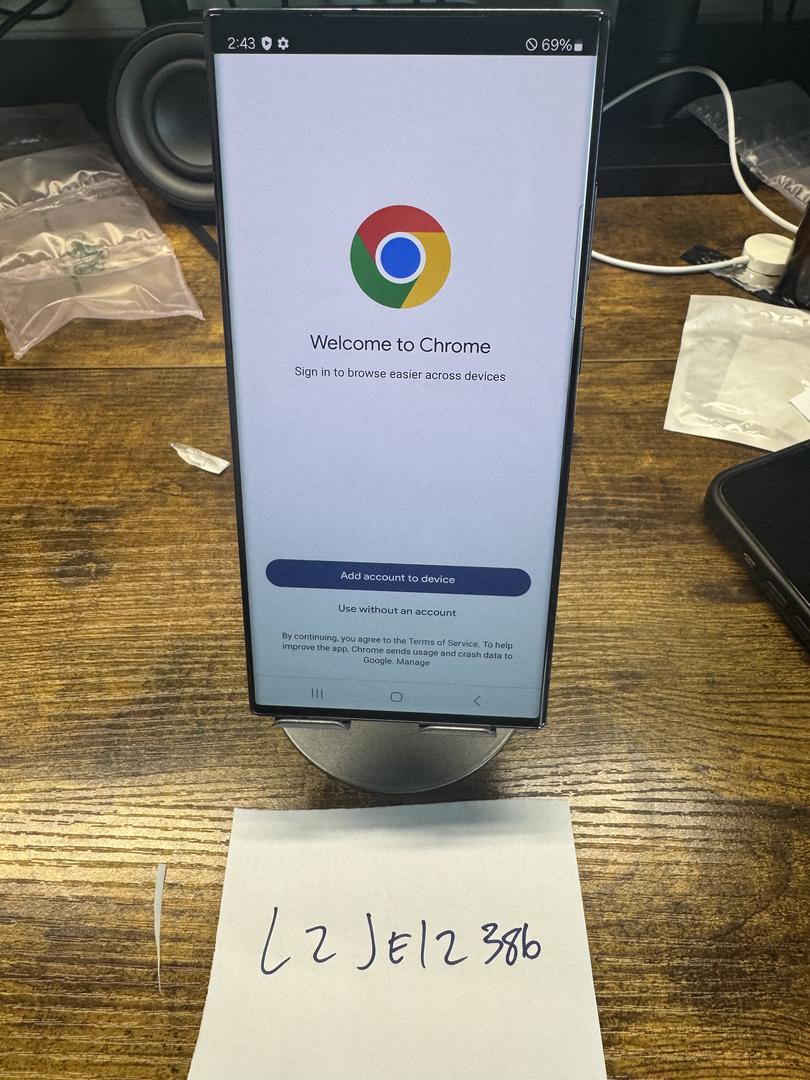 2:43 69%
Welcome to Chrome
Sign in to browse easier across devices
Add account to device
Use without an account
By continuing, you agree to the Terms of Service. To help
improve the app, Chrome sends usage and crash data to
Google. Manage
L2JE12386